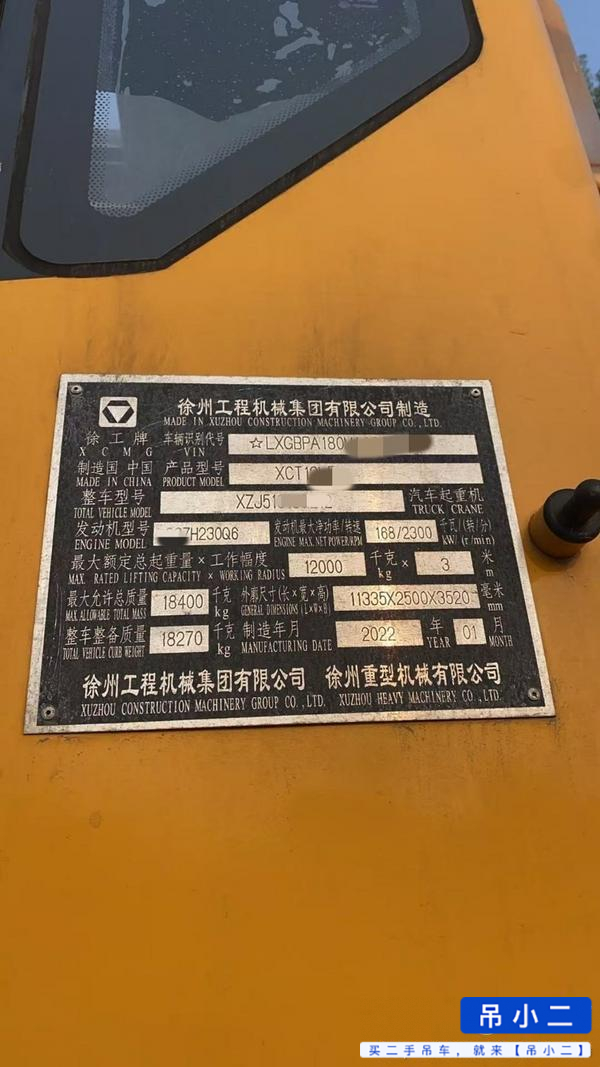 徐州工程机械集团有限公司制造
MADE IN XUZHOU CONSTRUCTION MACHINERY GROUP CO., LTD.
徐工牌 车辆识别代号 ☆LXGBPA180
XCMG VIN
制造国 中国 产品型号 XCT12
MADE IN CHINA PRODUCT MODEL
整车型号 XZJ51 汽车起重机
TOTAL VEHICLE MODEL TRUCK CRANE
发动机型号 7H230Q6 发动机最大净功率/转速 168/2300 千瓦/(转/分)
ENGINE MODEL ENGINE MAX.NET POWER/RPM kW/(r/min)
最大额定总起重量×工作幅度 12000 千克 × 3 米
MAX. RATED LIFTING CAPACITY × WORKING RADIUS kg m
最大允许总质量 18400 千克 外廓尺寸(长×宽×高) 11335X2500X3520 毫米
MAX. ALLOWABLE TOTAL MASS kg GENERAL DIMENSIONS (L×W×H) mm
整车整备质量 18270 千克 制造年月 2022 年 01 月
TOTAL VEHICLE CURB WEIGHT kg MANUFACTURING DATE YEAR MONTH
徐州工程机械集团有限公司 徐州重型机械有限公司
XUZHOU CONSTRUCTION MACHINERY GROUP CO., LTD. XUZHOU HEAVY MACHINERY CO., LTD.
吊小二
买二手吊车，就来【吊小二】